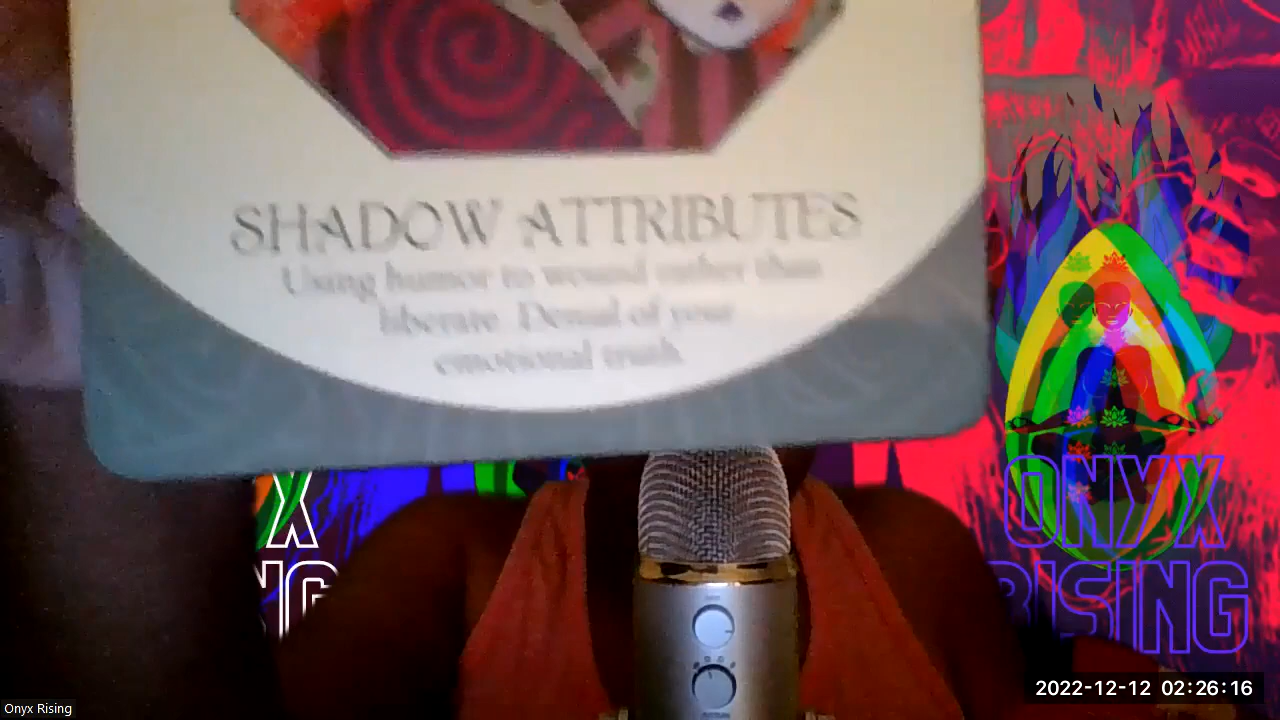 SHADOW ATTRIBUTES
Using humor to wound rather than
liberate. Denial of your
emotional truth.
X
NG
ONYX
RISING
2022-12-12 02:26:16
Onyx Rising